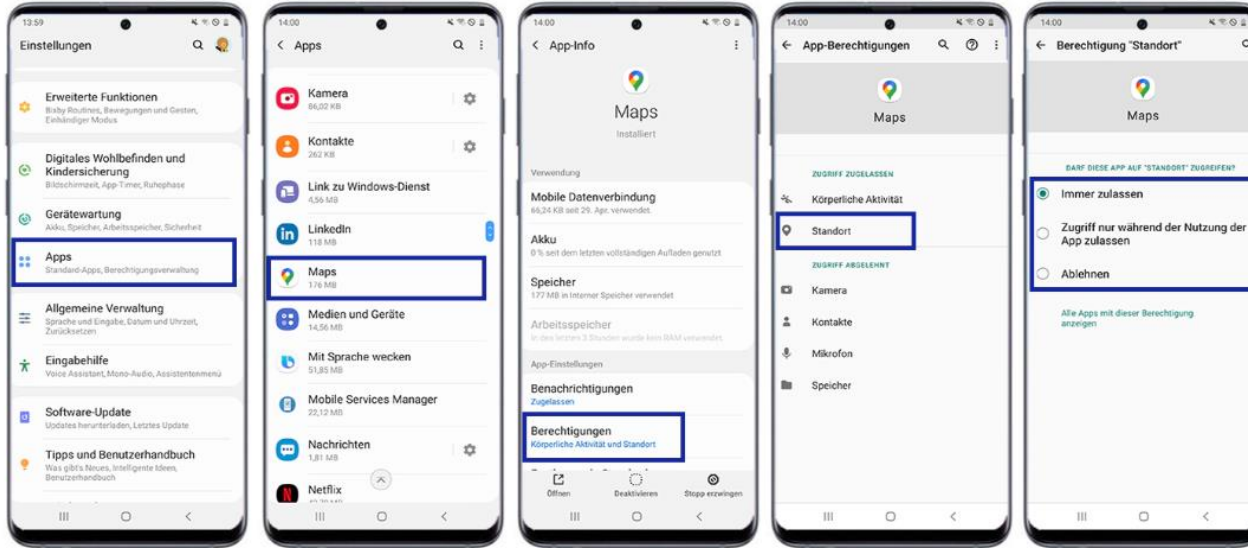 13:59
Einstellungen
Erweiterte Funktionen
Bixby Routines, Bewegungen und Gesten,
Einhändiger Modus
Digitales Wohlbefinden und
Kindersicherung
Bildschirmzeit, App-Timer, Ruhephase
Gerätewartung
Akku, Speicher, Arbeitsspeicher, Sicherheit
Apps
Standard-Apps, Berechtigungsverwaltung
Allgemeine Verwaltung
Sprache und Eingabe, Datum und Uhrzeit,
Zurücksetzen
Eingabehilfe
Voice Assistant, Mono-Audio, Assistentenmenü
Software-Update
Updates herunterladen, Letztes Update
Tipps und Benutzerhandbuch
Was gibt's Neues, Intelligente Ideen,
Benutzerhandbuch
14:00
Apps
Kamera
86,02 KB
Kontakte
262 KB
Link zu Windows-Dienst
4,56 MB
LinkedIn
118 MB
Maps
176 MB
Medien und Geräte
14,56 MB
Mit Sprache wecken
51,85 MB
Mobile Services Manager
22,12 MB
Nachrichten
1,81 MB
Netflix
14:00
App-Info
Maps
Installiert
Verwendung
Mobile Datenverbindung
66,24 KB seit 29. Apr. verwendet
Akku
0 % seit dem letzten vollständigen Aufladen genutzt
Speicher
177 MB in Interner Speicher verwendet
Arbeitsspeicher
In den letzten 3 Stunden wurde kein RAM verwendet
App-Einstellungen
Benachrichtigungen
Zugelassen
Berechtigungen
Körperliche Aktivität und Standort
Öffnen
Deaktivieren
Stopp erzwingen
14:00
App-Berechtigungen
Maps
ZUGRIFF ZUGELASSEN
Körperliche Aktivität
Standort
ZUGRIFF ABGELEHNT
Kamera
Kontakte
Mikrofon
Speicher
14:00
Berechtigung "Standort"
Maps
DARF DIESE APP AUF "STANDORT" ZUGREIFEN?
Immer zulassen
Zugriff nur während der Nutzung der
App zulassen
Ablehnen
Alle Apps mit dieser Berechtigung
anzeigen